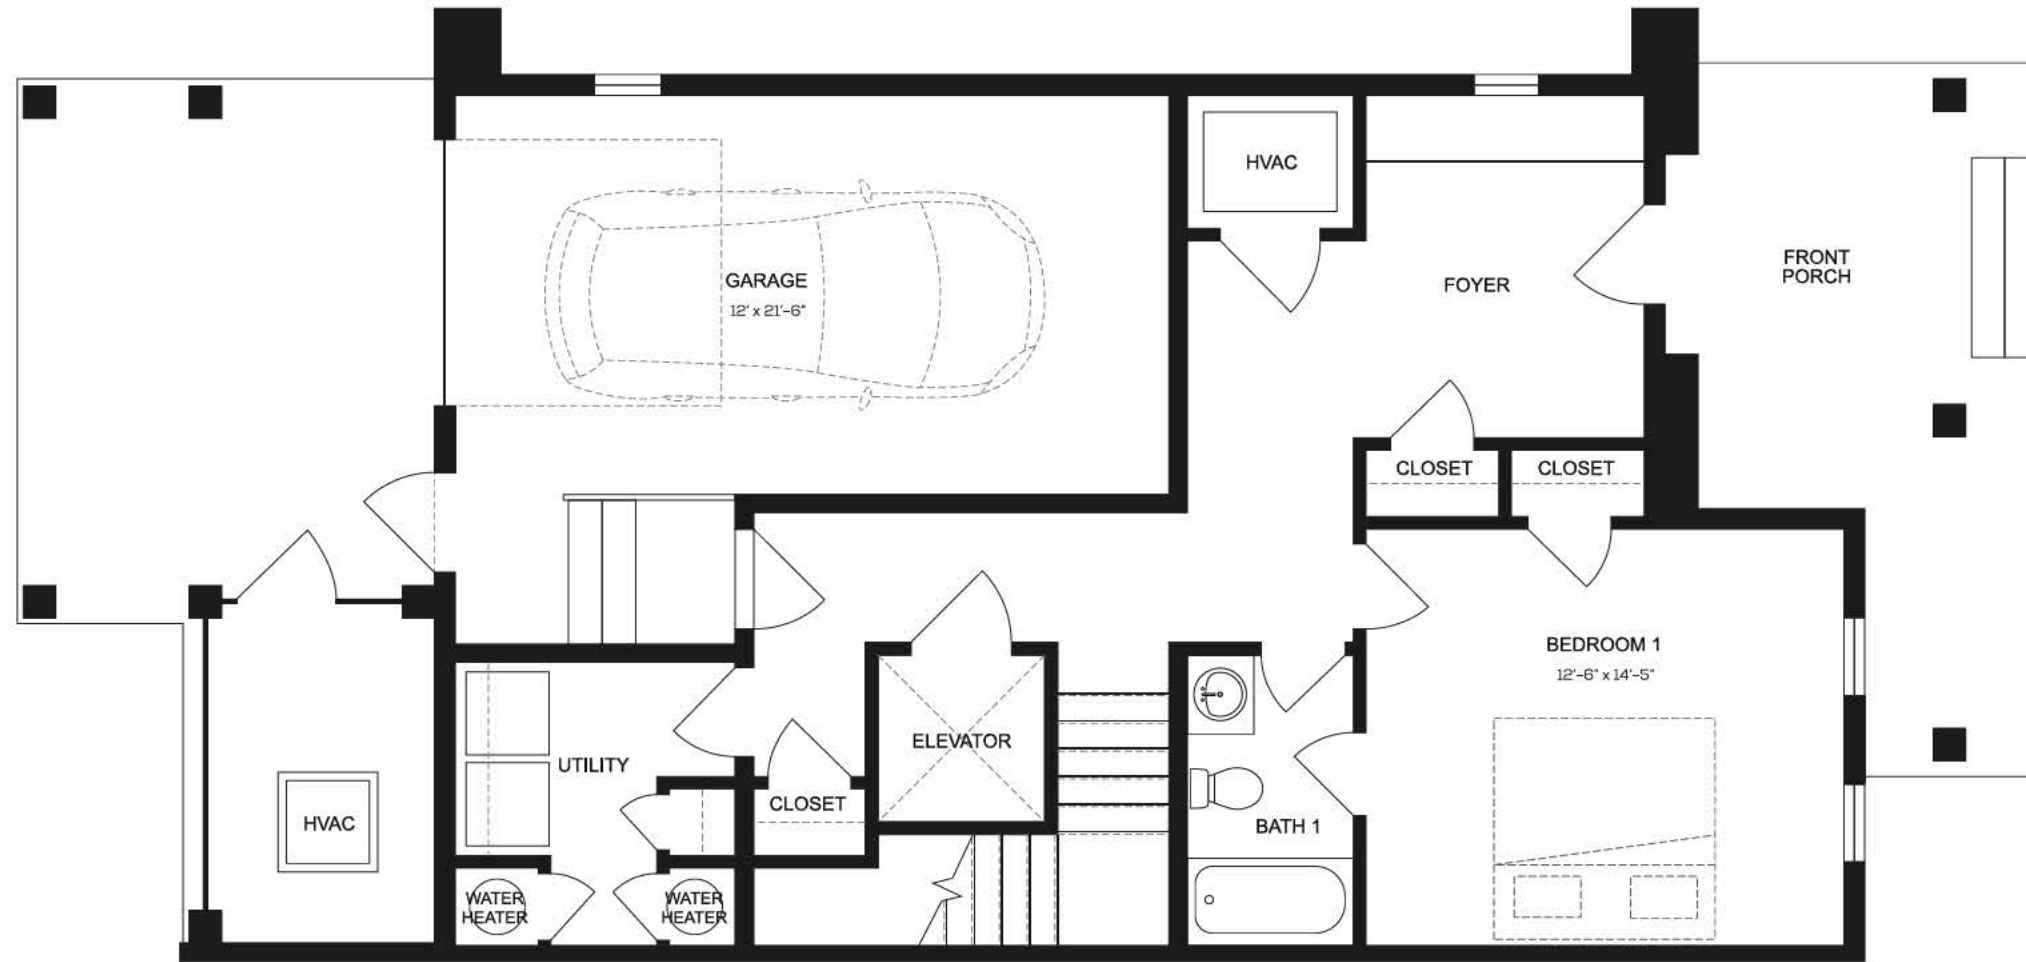 HVAC
GARAGE
12' x 21'-6"
FOYER
FRONT
PORCH
CLOSET
CLOSET
BEDROOM 1
12'-6" x 14'-5"
ELEVATOR
UTILITY
CLOSET
HVAC
BATH 1
WATER
HEATER
WATER
HEATER